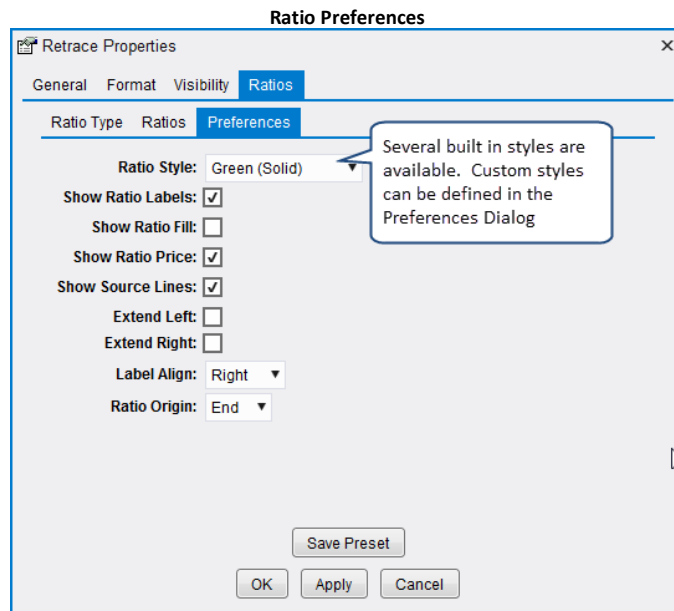 Ratio Preferences
Retrace Properties
General Format Visibility Ratios
Ratio Type Ratios Preferences
Several built in styles are
available. Custom styles
can be defined in the
Preferences Dialog
Ratio Style: Green (Solid)
Show Ratio Labels:
Show Ratio Fill:
Show Ratio Price:
Show Source Lines:
Extend Left:
Extend Right:
Label Align: Right
Ratio Origin: End
Save Preset
OK Apply Cancel